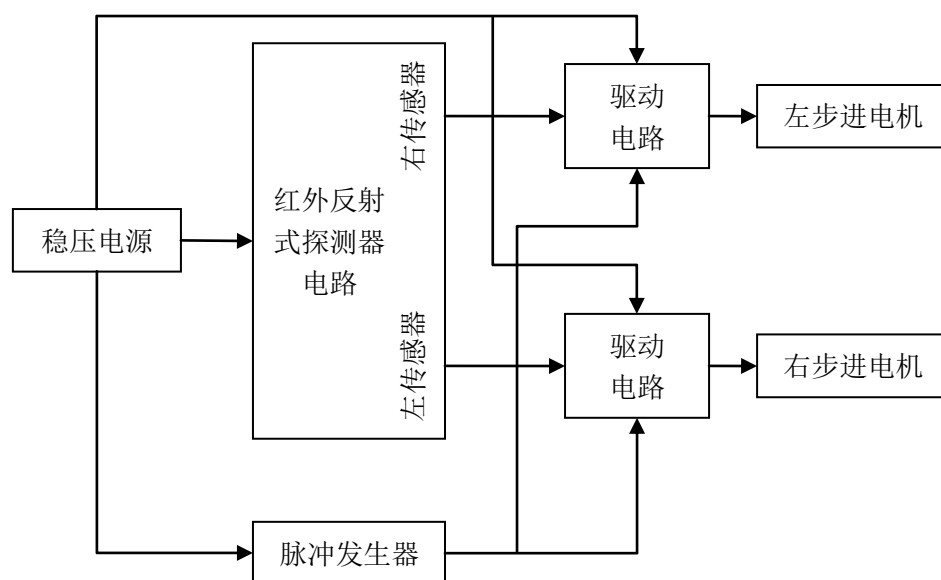 右传感器
驱动
电路
左步进电机
红外反射
式探测器
电路
稳压电源
左传感器
驱动
电路
右步进电机
脉冲发生器